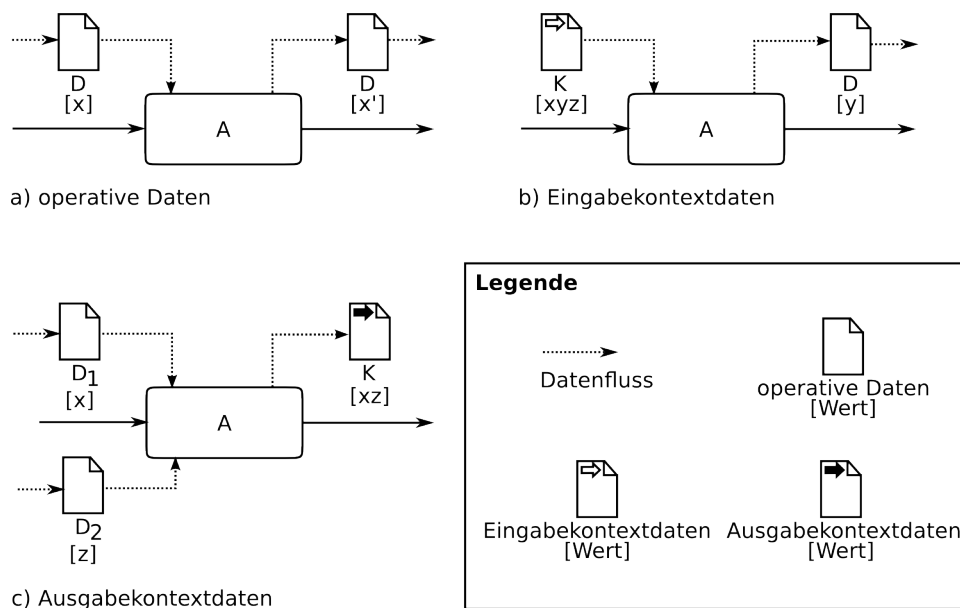 D
[x]
A
D
[x']
a) operative Daten
K
[xyz]
A
D
[y]
b) Eingabekontextdaten
D1
[x]
A
K
[xz]
D2
[z]
c) Ausgabekontextdaten
Legende
Datenfluss
operative Daten
[Wert]
Eingabekontextdaten
[Wert]
Ausgabekontextdaten
[Wert]